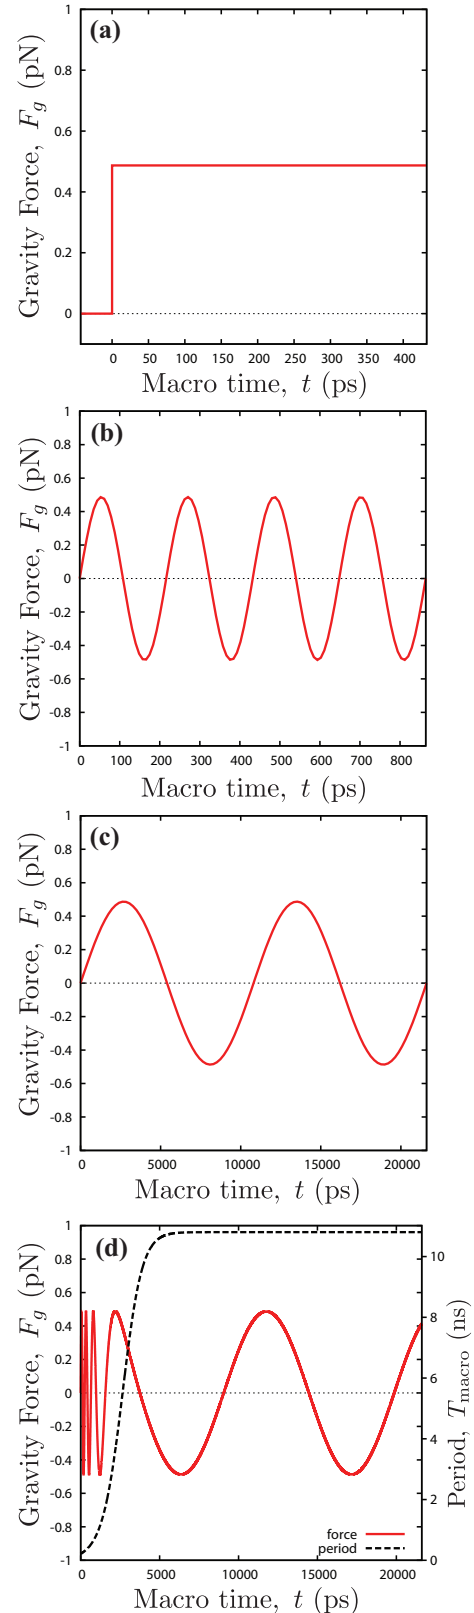 (a)
Gravity Force, F_g (pN)
1
0.8
0.6
0.4
0.2
0
0 50 100 150 200 250 300 350 400
Macro time, t (ps)
(b)
Gravity Force, F_g (pN)
1
0.8
0.6
0.4
0.2
0
-0.2
-0.4
-0.6
-0.8
-1
0 100 200 300 400 500 600 700 800
Macro time, t (ps)
(c)
Gravity Force, F_g (pN)
1
0.8
0.6
0.4
0.2
0
-0.2
-0.4
-0.6
-0.8
-1
0 5000 10000 15000 20000
Macro time, t (ps)
(d)
Gravity Force, F_g (pN)
1
0.8
0.6
0.4
0.2
0
-0.2
-0.4
-0.6
-0.8
-1
10
8
6
4
2
0
Period, T_macro (ns)
force
period
0 5000 10000 15000 20000
Macro time, t (ps)